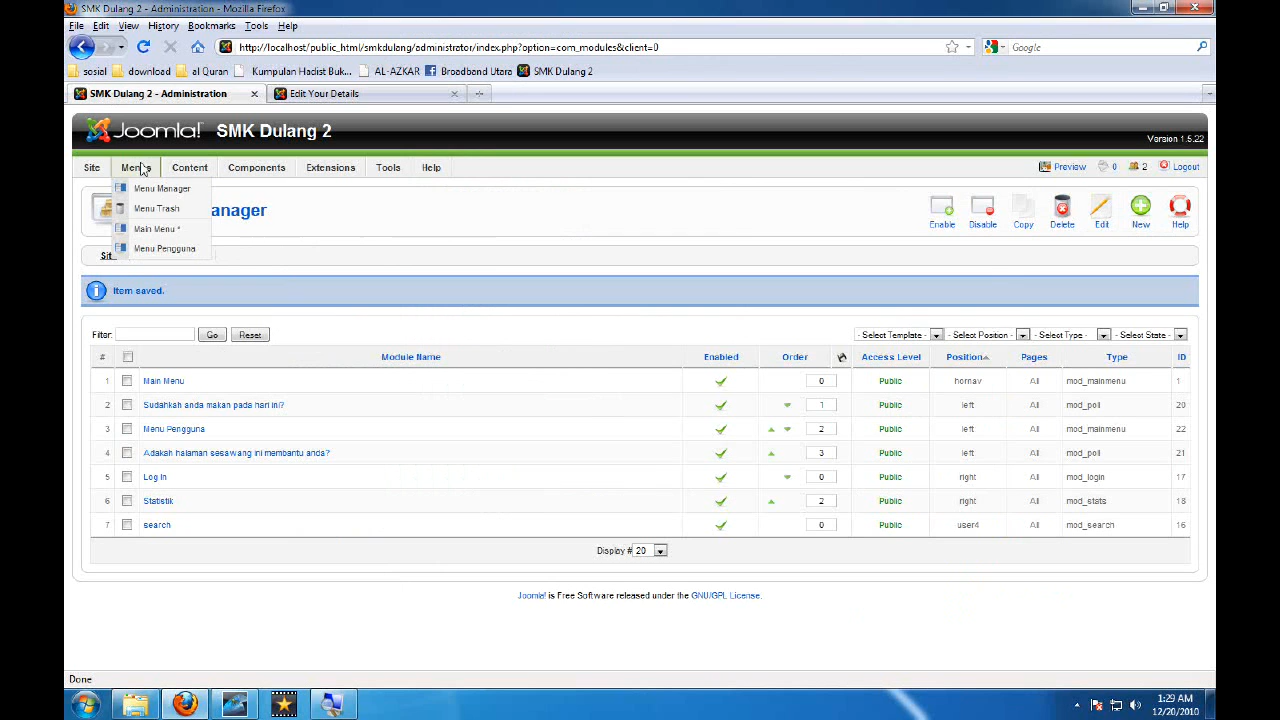 SMK Dulang 2 - Administration - Mozilla Firefox
File Edit View History Bookmarks Tools Help
http://localhost/public_html/smkdulang/administrator/index.php?option=com_modules&client=0
Google
sosial download al Quran Kumpulan Hadist Buk... AL-AZKAR Broadband Utara SMK Dulang 2
SMK Dulang 2 - Administration Edit Your Details
Joomla! SMK Dulang 2
Version 1.5.22
Site Menus Content Components Extensions Tools Help Preview 0 2 Logout
Menu Manager
Menu Trash
Main Menu *
Menu Pengguna
anager
Enable Disable Copy Delete Edit New Help
Sit
Item saved.
Filter: Go Reset - Select Template - - Select Position - - Select Type - - Select State -
# Module Name Enabled Order Access Level Position Pages Type ID
1 Main Menu 0 Public hornav All mod_mainmenu 1
2 Sudahkah anda makan pada hari ini? 1 Public left All mod_poll 20
3 Menu Pengguna 2 Public left All mod_mainmenu 22
4 Adakah halaman sesawang ini membantu anda? 3 Public left All mod_poll 21
5 Log In 0 Public right All mod_login 17
6 Statistik 2 Public right All mod_stats 18
7 search 0 Public user4 All mod_search 16
Display # 20
Joomla! is Free Software released under the GNU/GPL License.
Done
1:29 AM
12/20/2010